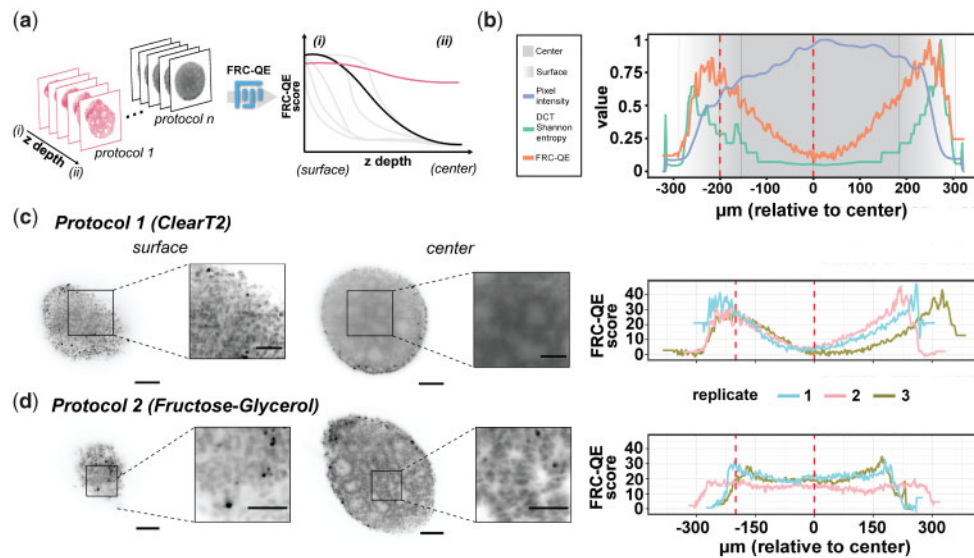 (a)
FRC-QE
(i)
z depth
(ii)
protocol 1
protocol n
FRC-QE
score
(i)
(ii)
z depth
(surface)
(center)
(b)
Center
Surface
Pixel
intensity
DCT
Shannon
entropy
FRC-QE
value
1
0.75
0.5
0.25
0
-300
-200
-100
0
100
200
300
µm (relative to center)
(c)
Protocol 1 (ClearT2)
surface
center
FRC-QE
score
40
30
20
10
0
replicate
1
2
3
(d)
Protocol 2 (Fructose-Glycerol)
FRC-QE
score
40
30
20
10
0
-300
-150
0
150
300
µm (relative to center)